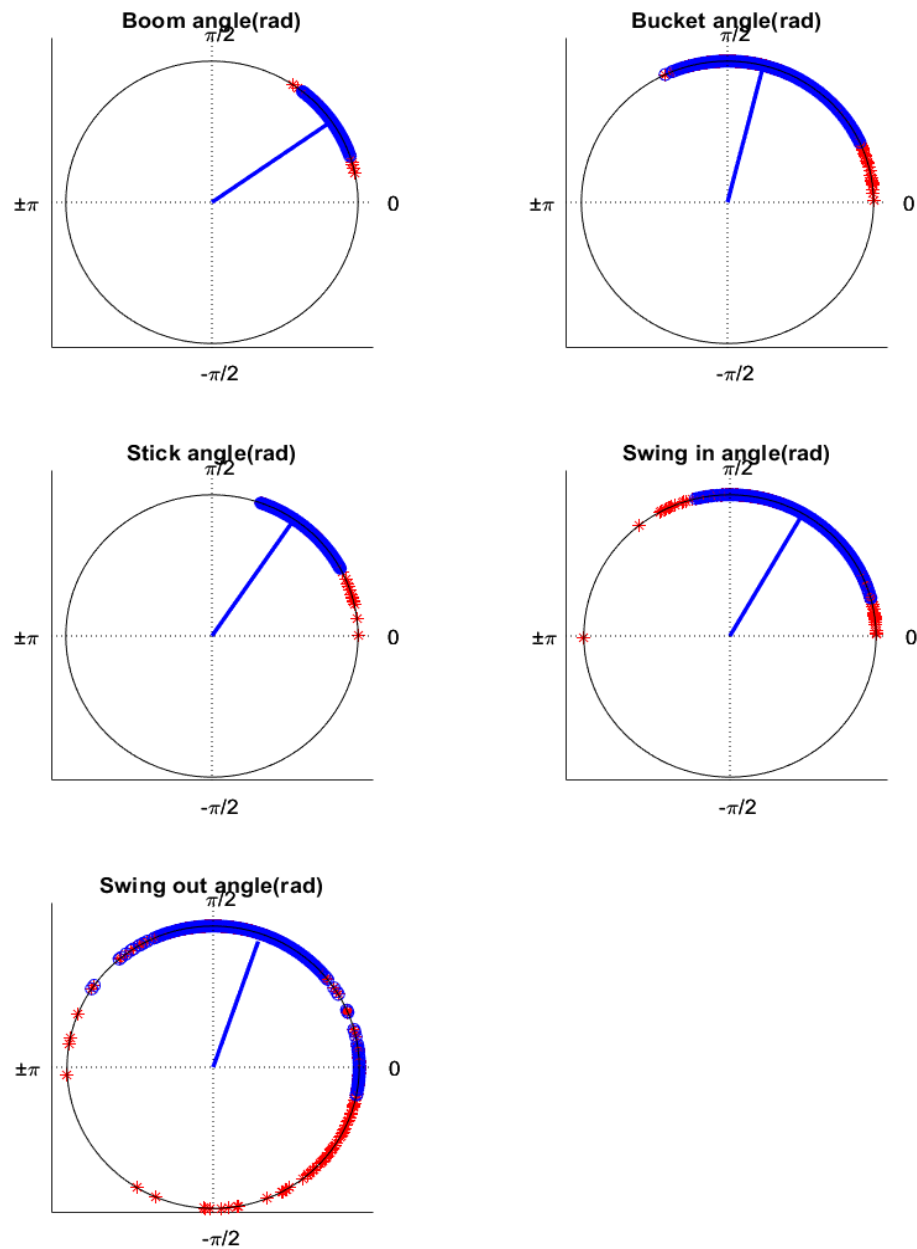 Boom angle(rad)
π/2
±π
0
-π/2
Bucket angle(rad)
π/2
±π
0
-π/2
Stick angle(rad)
π/2
±π
0
-π/2
Swing in angle(rad)
π/2
±π
0
-π/2
Swing out angle(rad)
π/2
±π
0
-π/2